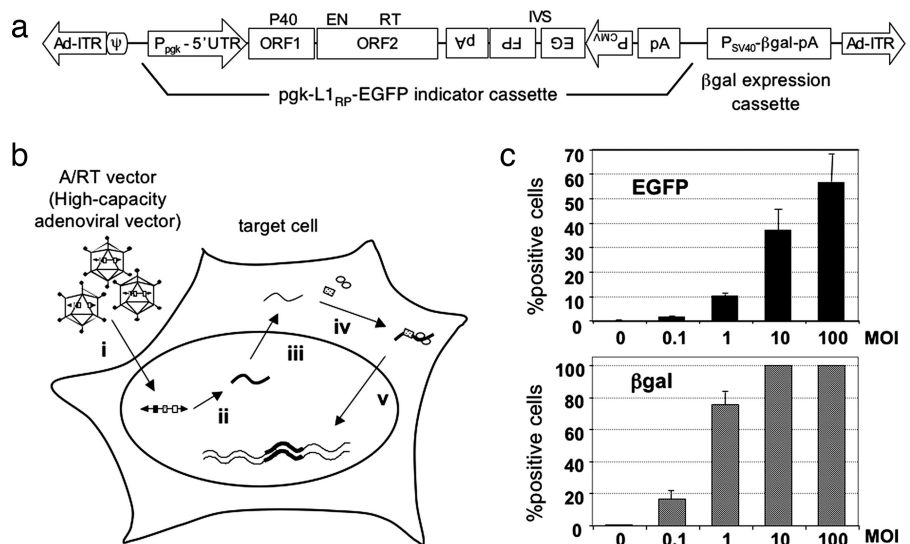 a
P40 EN RT IVS
Ad-ITR ψ Ppgk - 5'UTR ORF1 ORF2 pA FP EG PCMV pA PSV40-βgal-pA Ad-ITR
pgk-L1RP-EGFP indicator cassette
βgal expression
cassette
b
A/RT vector
(High-capacity
adenoviral vector)
target cell
i
ii
iii
iv
v
c
%positive cells
EGFP
70
60
50
40
30
20
10
0
0 0.1 1 10 100 MOI
%positive cells
βgal
100
80
60
40
20
0
0 0.1 1 10 100 MOI